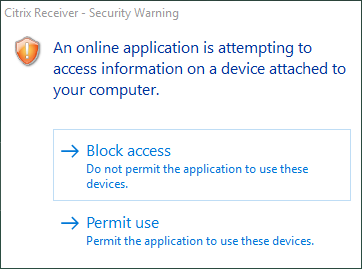 Citrix Receiver - Security Warning
An online application is attempting to
access information on a device attached to
your computer.
Block access
Do not permit the application to use these
devices.
Permit use
Permit the application to use these devices.